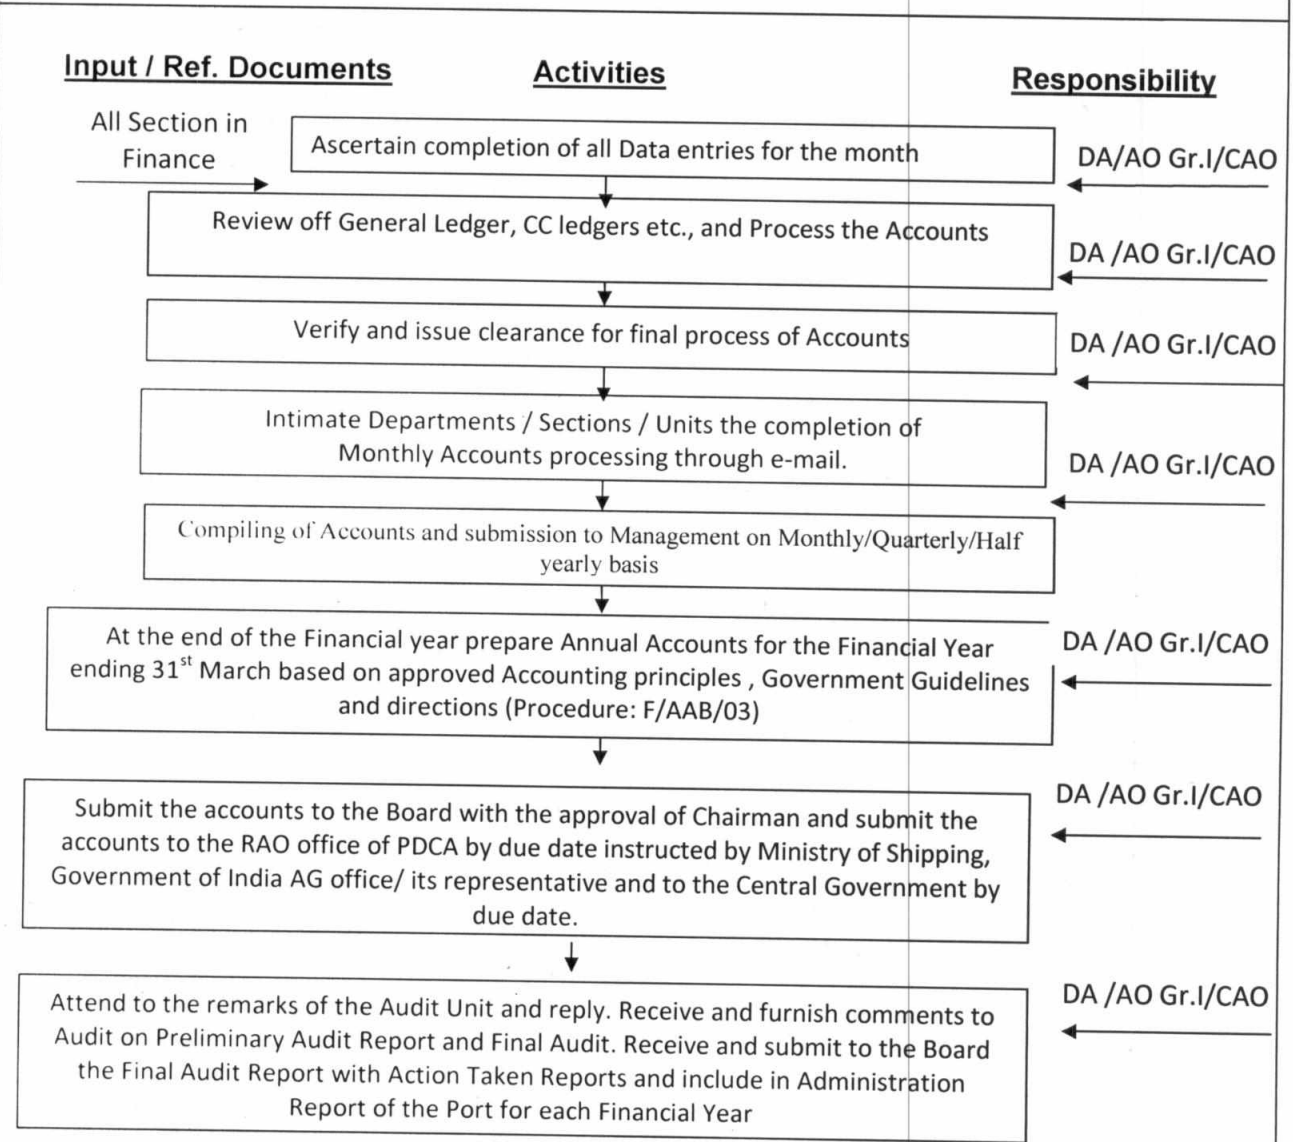 Input / Ref. Documents Activities Responsibility
All Section in
Finance
Ascertain completion of all Data entries for the month
DA/AO Gr.I/CAO
Review off General Ledger, CC ledgers etc., and Process the Accounts
DA /AO Gr.I/CAO
Verify and issue clearance for final process of Accounts
DA /AO Gr.I/CAO
Intimate Departments / Sections / Units the completion of
Monthly Accounts processing through e-mail.
DA /AO Gr.I/CAO
Compiling of Accounts and submission to Management on Monthly/Quarterly/Half
yearly basis
At the end of the Financial year prepare Annual Accounts for the Financial Year
ending 31st March based on approved Accounting principles , Government Guidelines
and directions (Procedure: F/AAB/03)
DA /AO Gr.I/CAO
Submit the accounts to the Board with the approval of Chairman and submit the
accounts to the RAO office of PDCA by due date instructed by Ministry of Shipping,
Government of India AG office/ its representative and to the Central Government by
due date.
DA /AO Gr.I/CAO
Attend to the remarks of the Audit Unit and reply. Receive and furnish comments to
Audit on Preliminary Audit Report and Final Audit. Receive and submit to the Board
the Final Audit Report with Action Taken Reports and include in Administration
Report of the Port for each Financial Year
DA /AO Gr.I/CAO